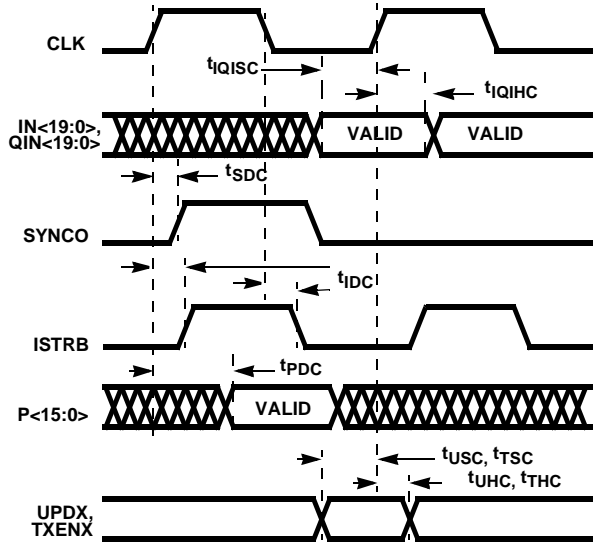 CLK
tIQISC
tIQIHC
IN<19:0>,
QIN<19:0>
VALID
VALID
tSDC
SYNCO
tIDC
ISTRB
tPDC
P<15:0>
VALID
tUSC, tTSC
tUHC, tTHC
UPDX,
TXENX